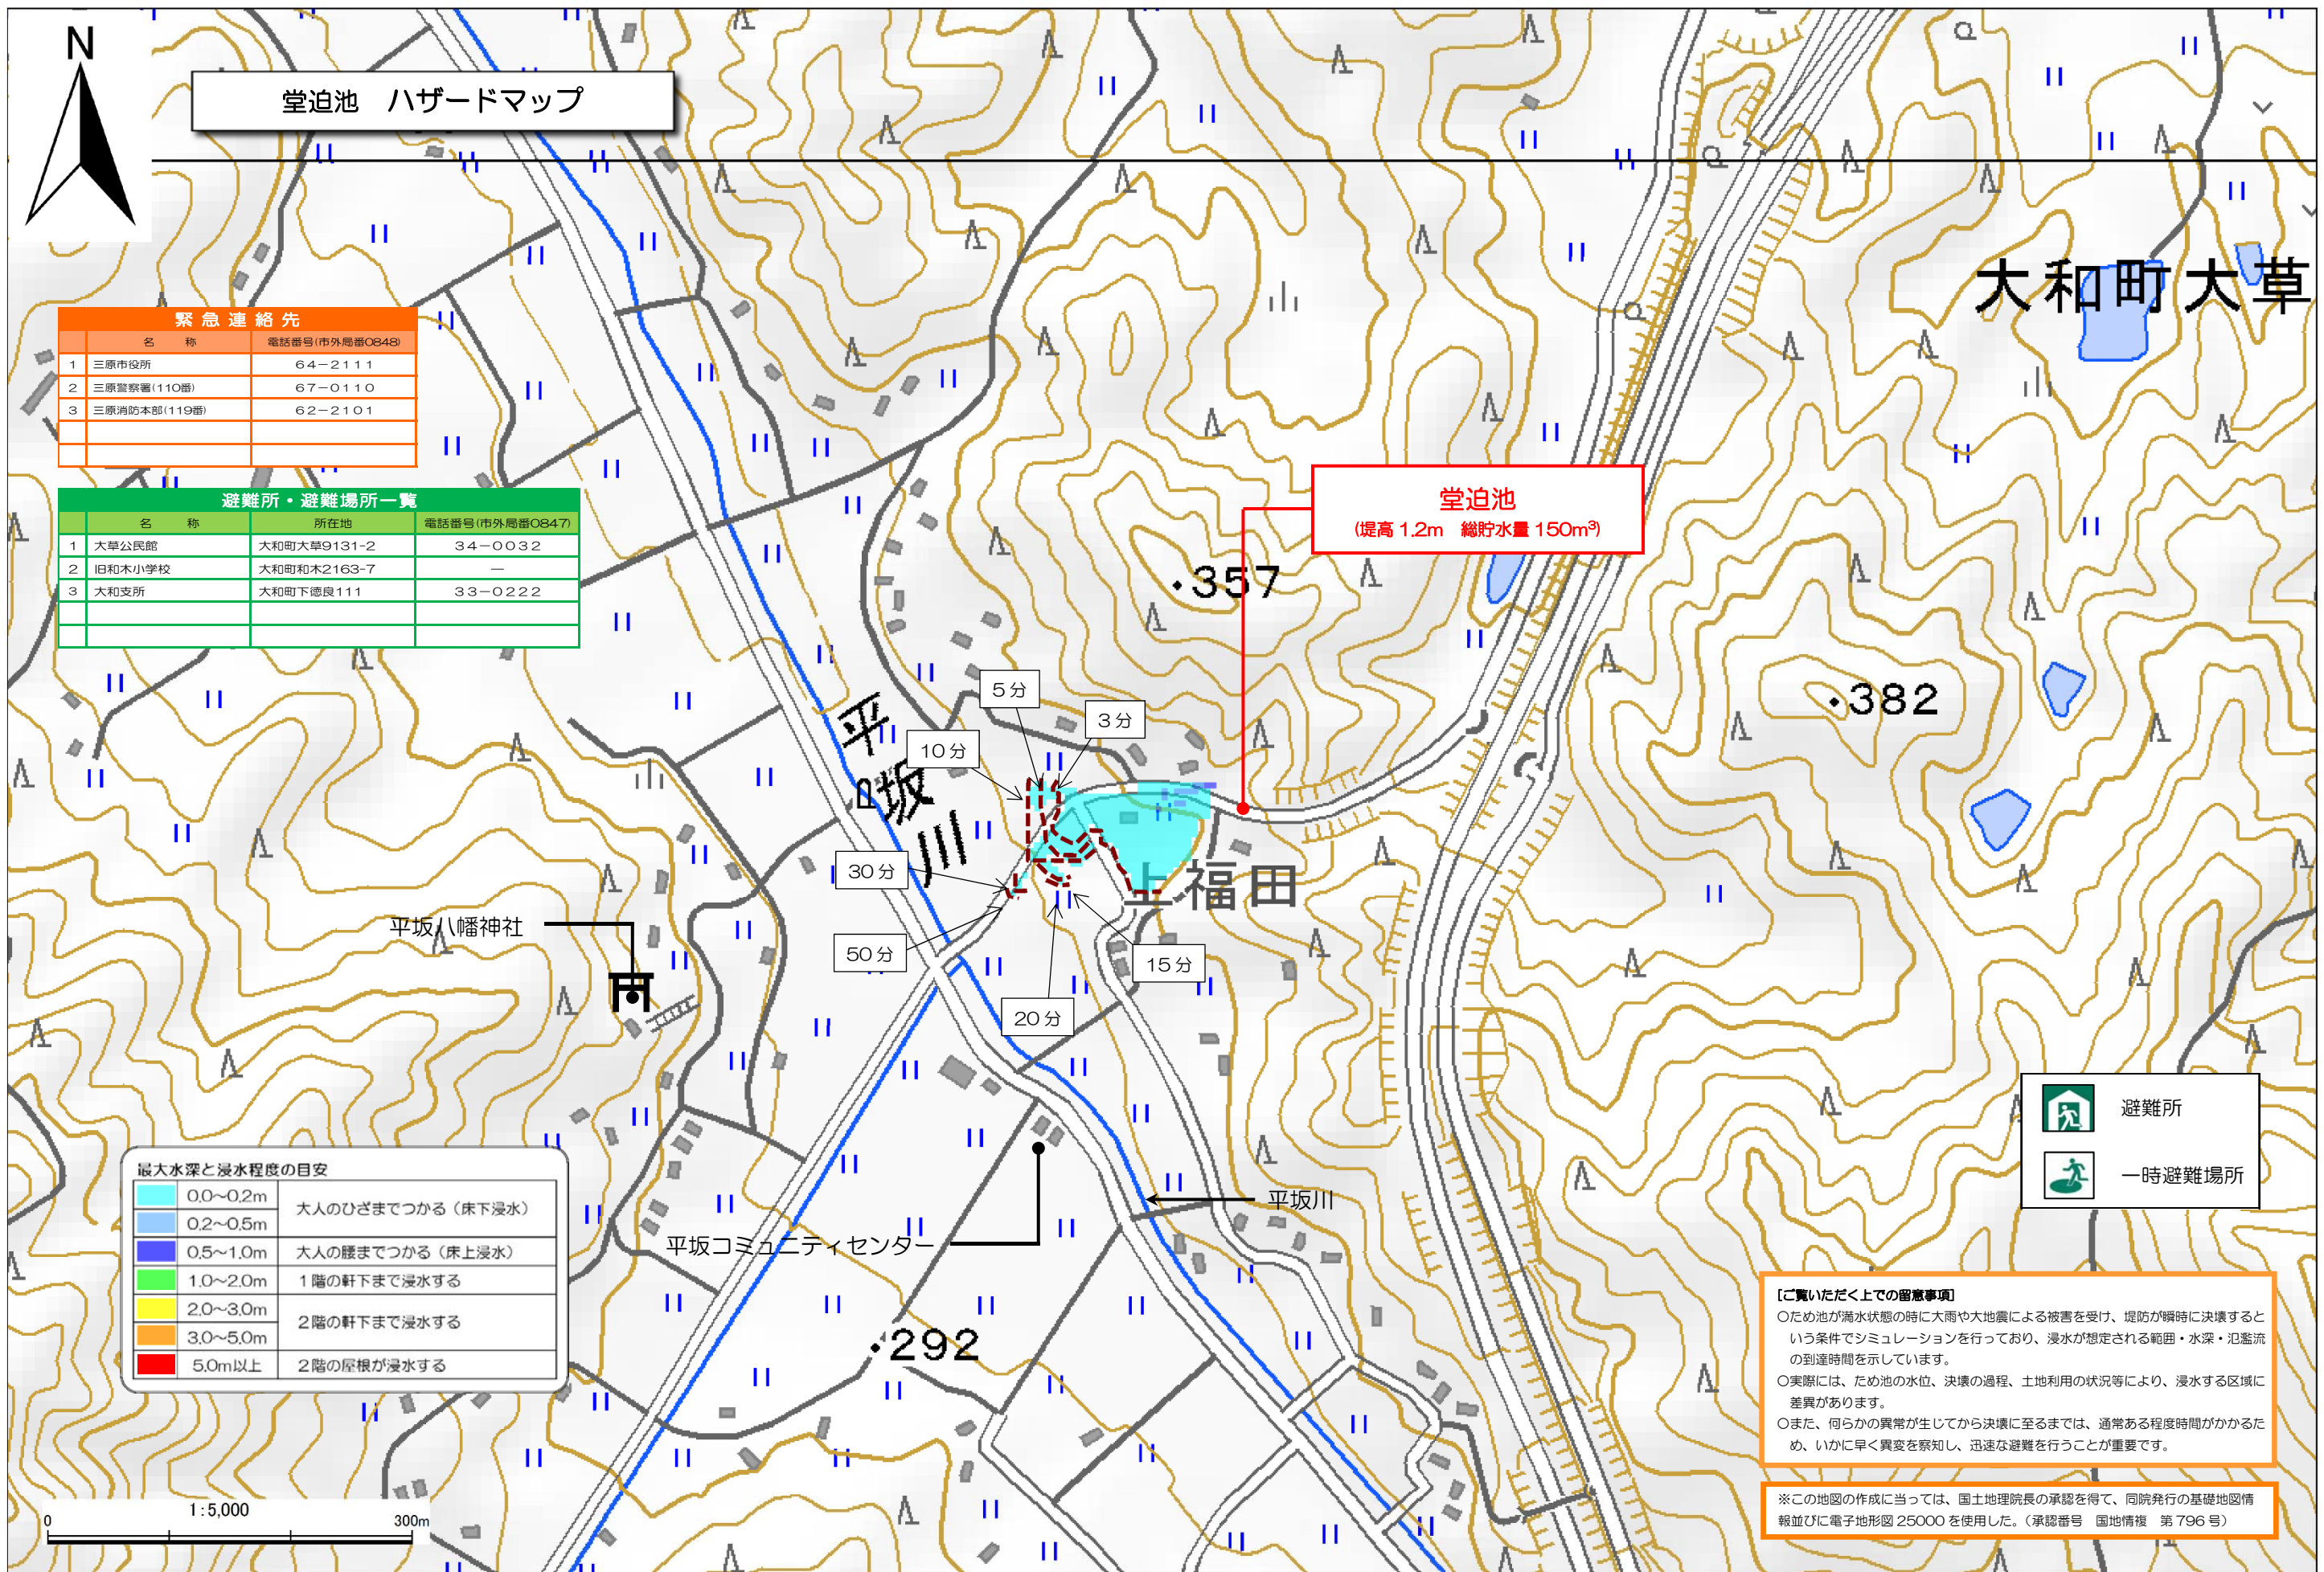 N
堂迫池　ハザードマップ
大和町大草
緊急連絡先
名　称　電話番号(市外局番0848)
1　三原市役所　64-2111
2　三原警察署(110番)　67-0110
3　三原消防本部(119番)　62-2101
避難所・避難場所一覧
名　称　所在地　電話番号(市外局番0847)
1　大草公民館　大和町大草9131-2　34-0032
2　旧和木小学校　大和町和木2163-7　—
3　大和支所　大和町下徳良111　33-0222
堂迫池
(堤高 1.2m　総貯水量 150m³)
357
382
5分
3分
10分
平坂川
30分
上福田
平坂八幡神社
50分
15分
20分
避難所
一時避難場所
平坂川
平坂コミュニティセンター
292
最大水深と浸水程度の目安
0.0～0.2m　大人のひざまでつかる（床下浸水）
0.2～0.5m
0.5～1.0m　大人の腰までつかる（床上浸水）
1.0～2.0m　1階の軒下まで浸水する
2.0～3.0m　2階の軒下まで浸水する
3.0～5.0m
5.0m以上　2階の屋根が浸水する
[ご覧いただく上での留意事項]
○ため池が満水状態の時に大雨や大地震による被害を受け、堤防が瞬時に決壊すると
いう条件でシミュレーションを行っており、浸水が想定される範囲・水深・氾濫流
の到達時間を示しています。
○実際には、ため池の水位、決壊の過程、土地利用の状況等により、浸水する区域に
差異があります。
○また、何らかの異常が生じてから決壊に至るまでは、通常ある程度時間がかかるた
め、いかに早く異変を察知し、迅速な避難を行うことが重要です。
※この地図の作成に当っては、国土地理院長の承認を得て、同院発行の基礎地図情
報並びに電子地形図 25000 を使用した。（承認番号　国地情複　第 796 号）
1:5,000
0　300m